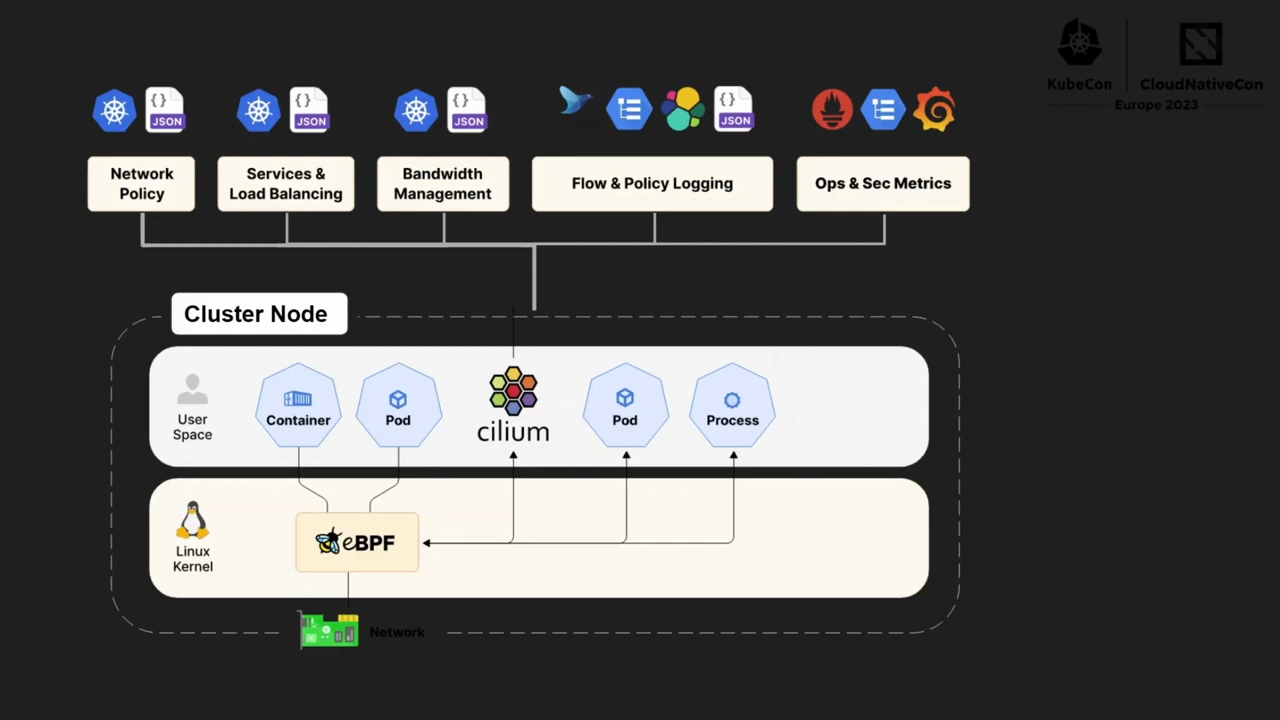 KubeCon
CloudNativeCon
Europe 2023
{}
JSON
{}
JSON
{}
JSON
{}
JSON
Network
Policy
Services &
Load Balancing
Bandwidth
Management
Flow & Policy Logging
Ops & Sec Metrics
Cluster Node
User
Space
Container
Pod
cilium
Pod
Process
Linux
Kernel
eBPF
Network